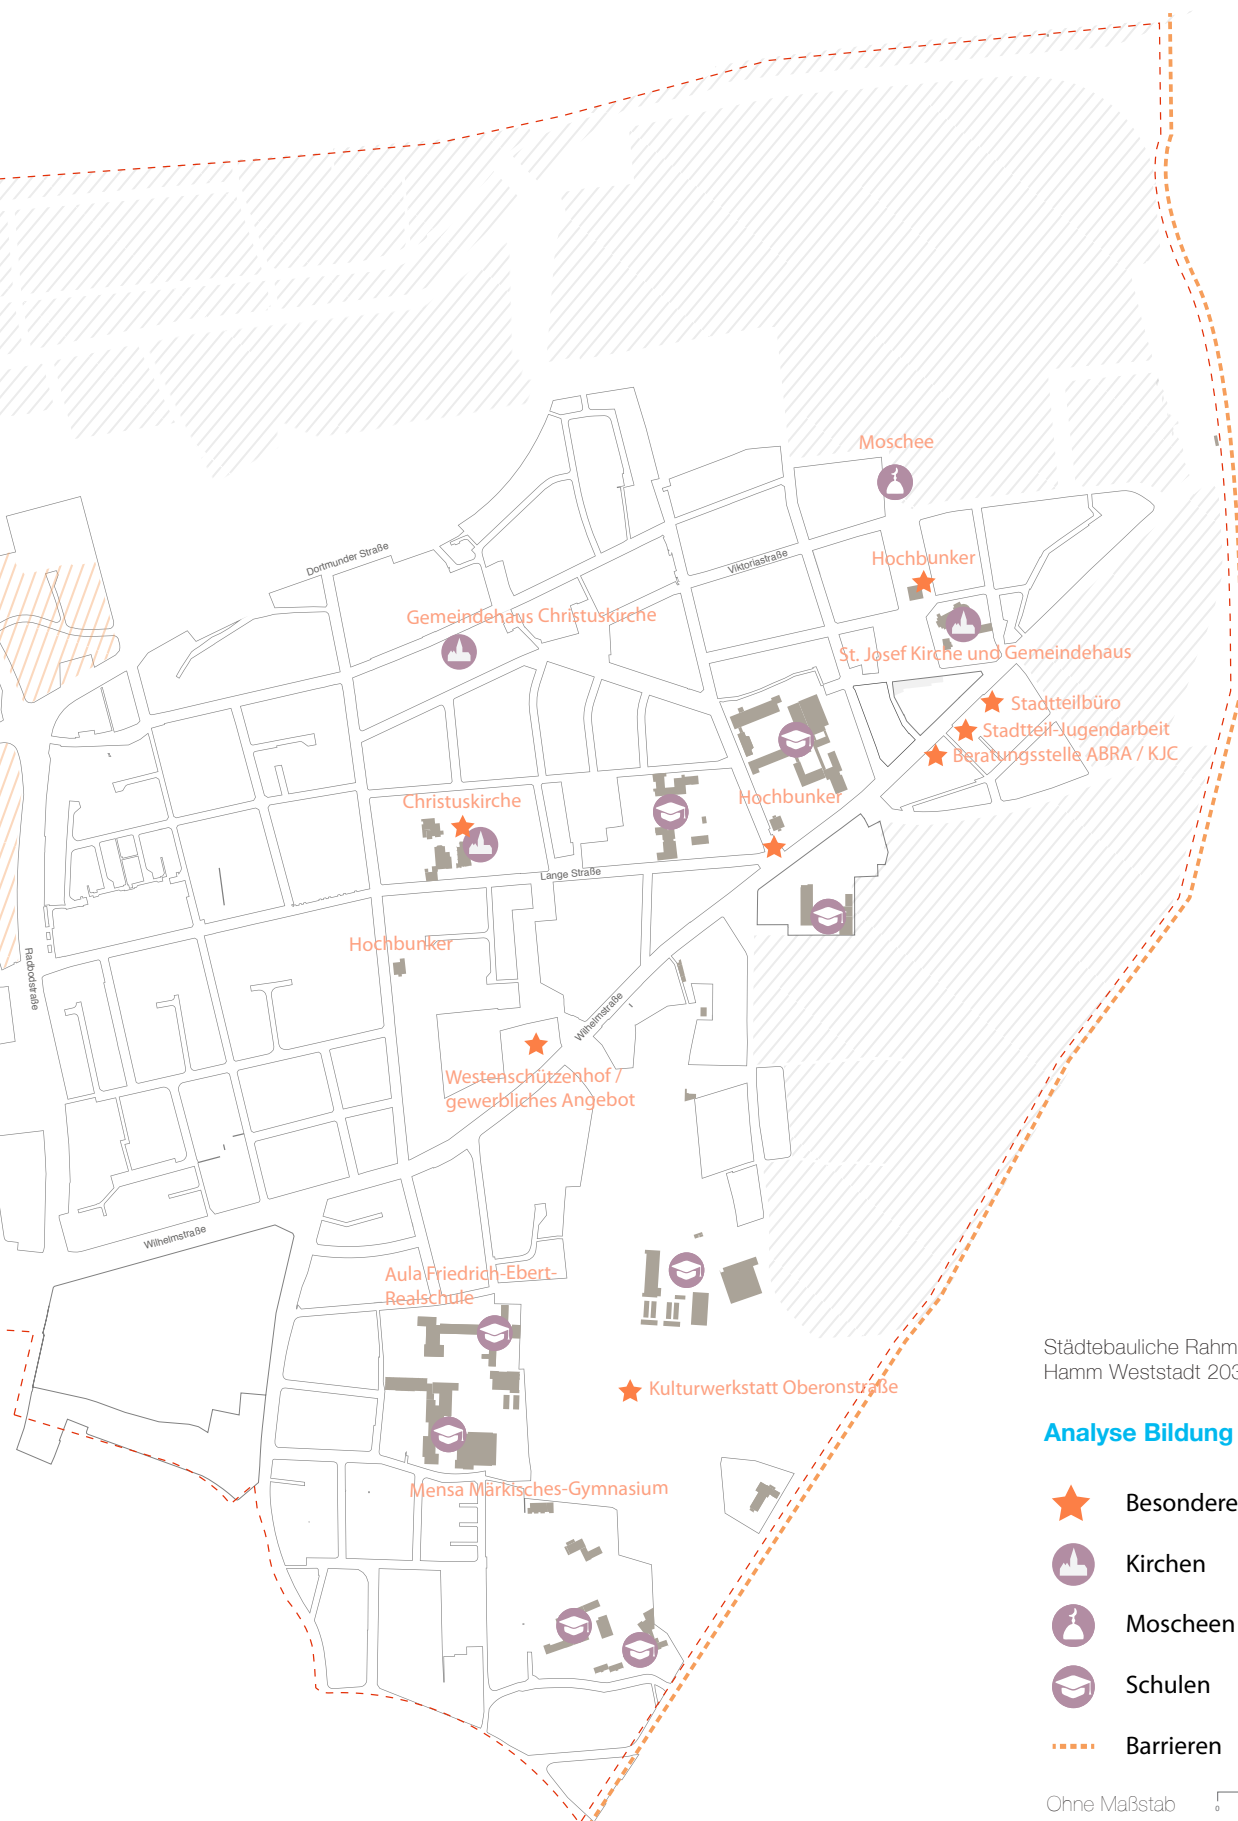 Moschee
Dortmunder Straße
Viktoriastraße
Hochbunker
Gemeindehaus Christuskirche
St. Josef Kirche und Gemeindehaus
Stadtteilbüro
Stadtteil-Jugendarbeit
Beratungsstelle ABRA / KJC
Christuskirche
Hochbunker
Lange Straße
Hochbunker
Radbodstraße
Wilhelmstraße
Westenschützenhof /
gewerbliches Angebot
Wilhelmstraße
Aula Friedrich-Ebert-
Realschule
Kulturwerkstatt Oberonstraße
Mensa Märkisches-Gymnasium
Städtebauliche Rahm
Hamm Weststadt 203
Analyse Bildung
Besondere
Kirchen
Moscheen
Schulen
Barrieren
Ohne Maßstab
0